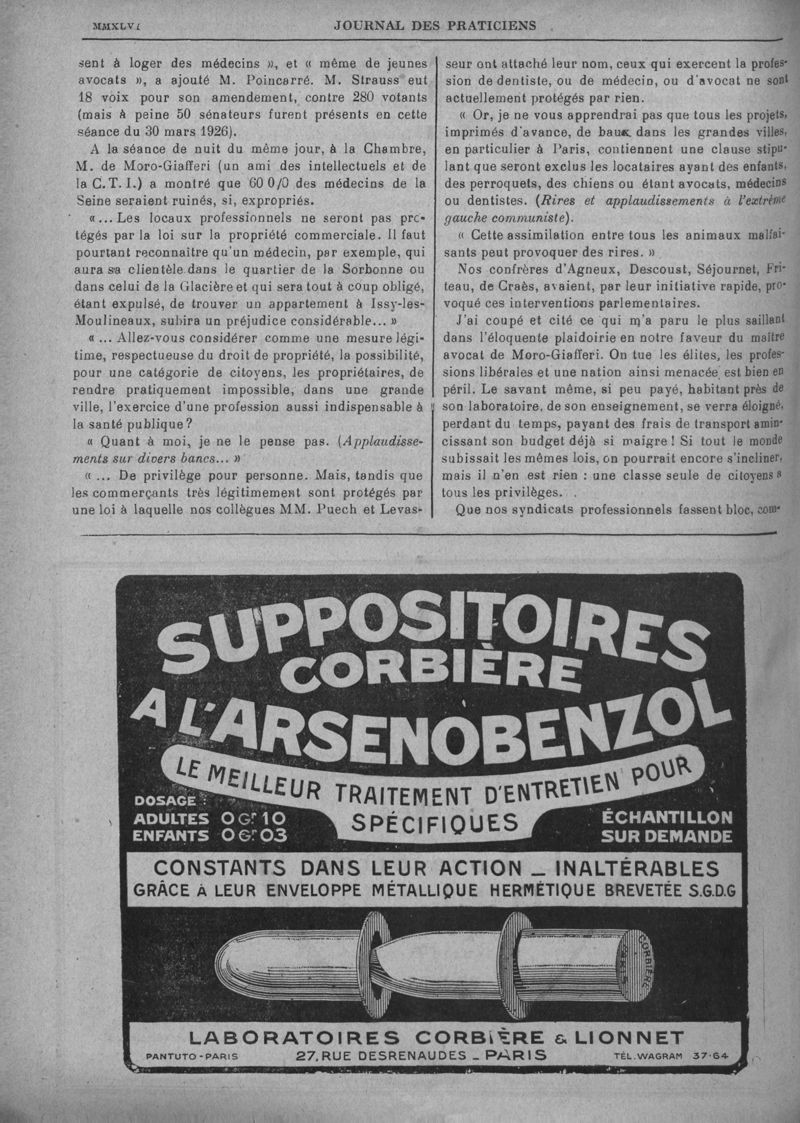 MMXLVI
JOURNAL DES PRATICIENS
sent à loger des médecins », et « même de jeunes
avocats », a ajouté M. Poincarré. M. Strauss eut
18 voix pour son amendement, contre 280 votants
(mais à peine 50 sénateurs furent présents en cette
séance du 30 mars 1926).
A la séance de nuit du même jour, à la Chambre,
M. de Moro-Giafferi (un ami des intellectuels et de
la C. T. I.) a montré que 60 0/0 des médecins de la
Seine seraient ruinés, si, expropriés.
« ... Les locaux professionnels ne seront pas pro-
tégés par la loi sur la propriété commerciale. Il faut
pourtant reconnaitre qu'un médecin, par exemple, qui
aura sa clientèle dans le quartier de la Sorbonne ou
dans celui de la Glacière et qui sera tout à coup obligé,
étant expulsé, de trouver un appartement à Issy-les-
Moulineaux, subira un préjudice considérable... »
« ... Allez-vous considérer comme une mesure légi-
time, respectueuse du droit de propriété, la possibilité,
pour une catégorie de citoyens, les propriétaires, de
rendre pratiquement impossible, dans une grande
ville, l'exercice d'une profession aussi indispensable à
la santé publique ?
« Quant à moi, je ne le pense pas. (Applaudisse-
ments sur divers bancs... »
« ... De privilège pour personne. Mais, tandis que
les commerçants très légitimement sont protégés par
une loi à laquelle nos collègues MM. Puech et Levas-
seur ont attaché leur nom, ceux qui exercent la profes-
sion de dentiste, ou de médecin, ou d'avocat ne sont
actuellement protégés par rien.
« Or, je ne vous apprendrai pas que tous les projets,
imprimés d'avance, de baux, dans les grandes villes,
en particulier à Paris, contiennent une clause stipu-
lant que seront exclus les locataires ayant des enfants,
des perroquets, des chiens ou étant avocats, médecins
ou dentistes. (Rires et applaudissements à l'extrême
gauche communiste).
« Cette assimilation entre tous les animaux malfai-
sants peut provoquer des rires. »
Nos confrères d'Agneux, Descoust, Séjournet, Fri-
teau, de Graès, avaient, par leur initiative rapide, pro-
voqué ces interventions parlementaires.
J'ai coupé et cité ce qui m'a paru le plus saillant
dans l'éloquente plaidoirie en notre faveur du maître
avocat de Moro-Giafferi. On tue les élites, les profes-
sions libérales et une nation ainsi menacée est bien en
péril. Le savant même, si peu payé, habitant près de
son laboratoire, de son enseignement, se verra éloigné,
perdant du temps, payant des frais de transport amin-
cissant son budget déjà si maigre ! Si tout le monde
subissait les mêmes lois, on pourrait encore s'incliner,
mais il n'en est rien : une classe seule de citoyens a
tous les privilèges.
Que nos syndicats professionnels fassent bloc, com-
SUPPOSITOIRES
CORBIÈRE
A L'ARSENOBENZOL
LE MEILLEUR TRAITEMENT D'ENTRETIEN POUR
SPÉCIFIQUES
DOSAGE :
ADULTES 0 Gr 10
ENFANTS 0 Gr 03
ÉCHANTILLON
SUR DEMANDE
CONSTANTS DANS LEUR ACTION _ INALTÉRABLES
GRÂCE À LEUR ENVELOPPE MÉTALLIQUE HERMÉTIQUE BREVETÉE S.G.D.G
CORBIÈRE
PARIS
LABORATOIRES CORBIÈRE & LIONNET
PANTUTO - PARIS
27, RUE DESRENAUDES _ PARIS
TÉL. WAGRAM 37-64